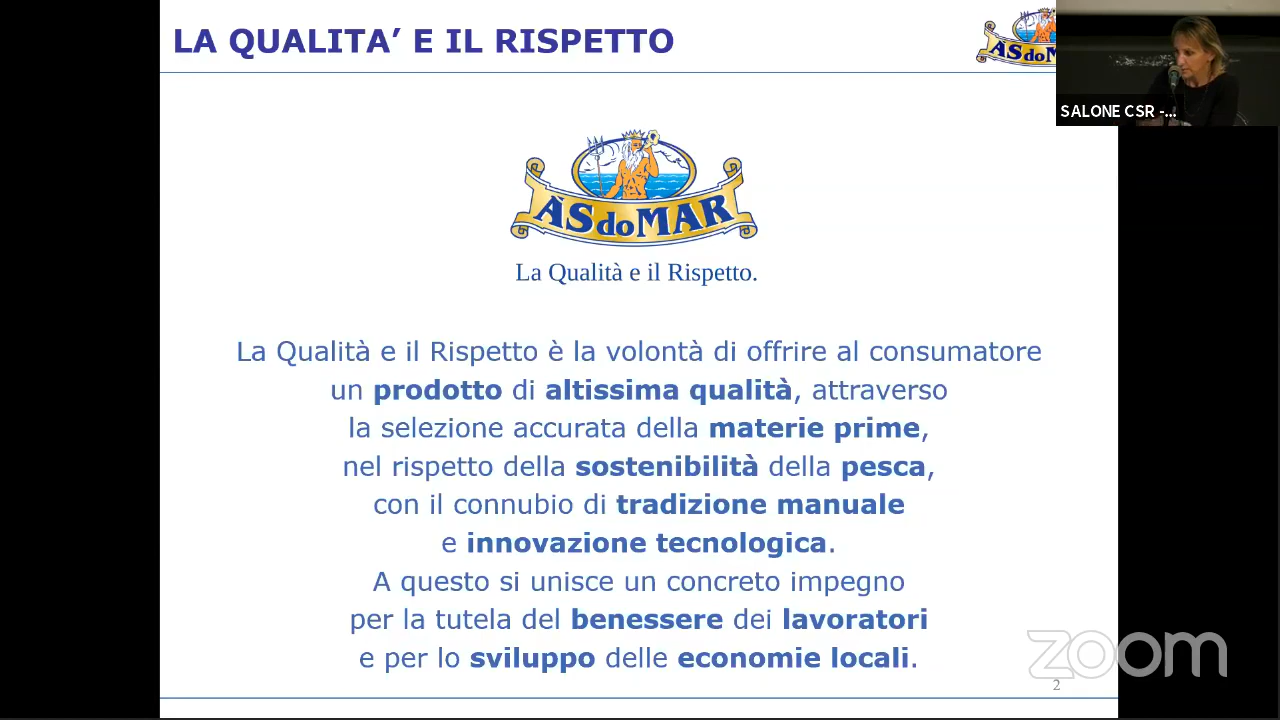 LA QUALITA’ E IL RISPETTO
ASdoM
SALONE CSR -...
ASdoMAR
La Qualità e il Rispetto.
La Qualità e il Rispetto è la volontà di offrire al consumatore
un prodotto di altissima qualità, attraverso
la selezione accurata della materie prime,
nel rispetto della sostenibilità della pesca,
con il connubio di tradizione manuale
e innovazione tecnologica.
A questo si unisce un concreto impegno
per la tutela del benessere dei lavoratori
e per lo sviluppo delle economie locali.
zoom
2